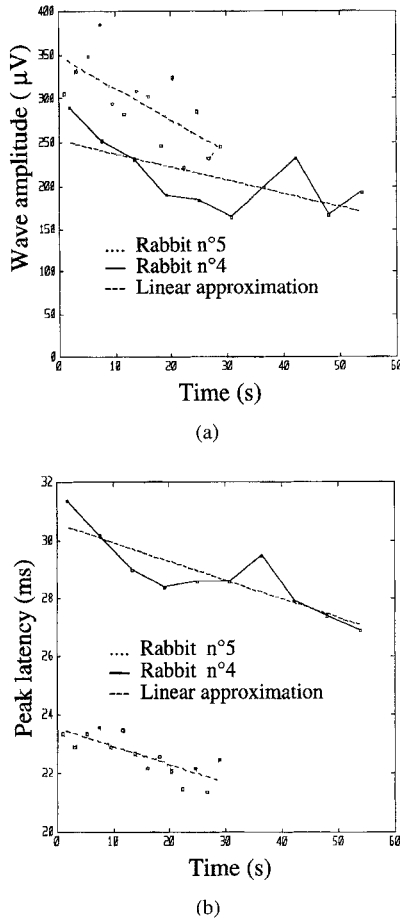 400
350
300
250
200
150
100
50
0
Wave amplitude ( μV)
Rabbit n°5
Rabbit n°4
Linear approximation
0 10 20 30 40 50 60
Time (s)
(a)
32
30
28
26
24
22
20
Peak latency (ms)
Rabbit n°5
Rabbit n°4
Linear approximation
0 10 20 30 40 50 60
Time (s)
(b)